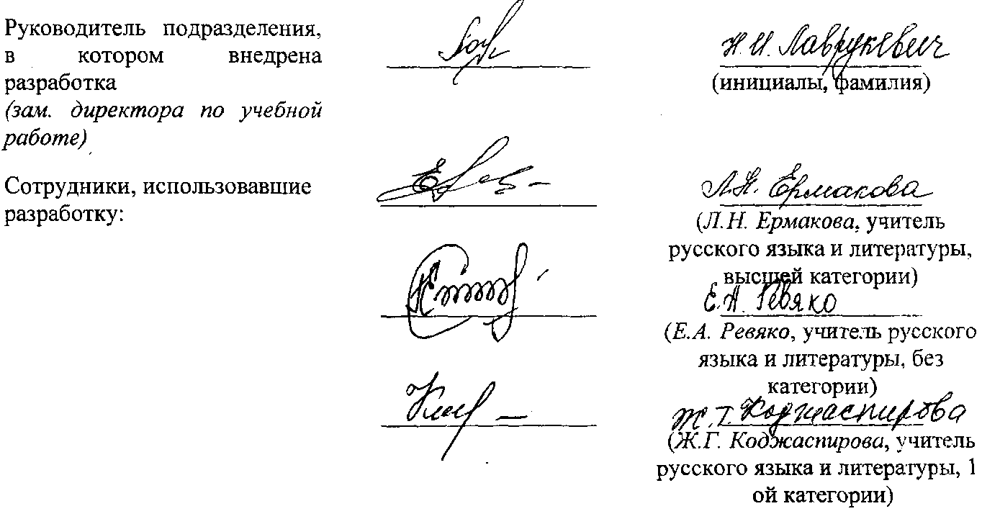 Руководитель подразделения,
в котором внедрена
разработка
(зам. директора по учебной
работе)
Н.И. Лаврукевич
(инициалы, фамилия)
Сотрудники, использовавшие
разработку:
Л.Н. Ермакова
(Л.Н. Ермакова, учитель
русского языка и литературы,
высшей категории)
Е.А. Ревяко
(Е.А. Ревяко, учитель русского
языка и литературы, без
категории)
Ж.Г. Коджаспирова
(Ж.Г. Коджаспирова, учитель
русского языка и литературы, 1
ой категории)